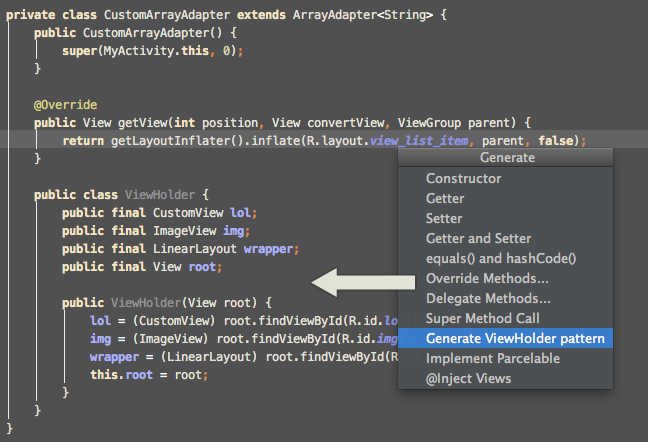 private class CustomArrayAdapter extends ArrayAdapter<String> {
public CustomArrayAdapter() {
super(MyActivity.this, 0);
}
@Override
public View getView(int position, View convertView, ViewGroup parent) {
return getLayoutInflater().inflate(R.layout.view_list_item, parent, false);
}
public class ViewHolder {
public final CustomView lol;
public final ImageView img;
public final LinearLayout wrapper;
public final View root;
public ViewHolder(View root) {
lol = (CustomView) root.findViewById(R.id.lo
img = (ImageView) root.findViewById(R.id.img
wrapper = (LinearLayout) root.findViewById(R
this.root = root;
}
}
}
Generate
Constructor
Getter
Setter
Getter and Setter
equals() and hashCode()
Override Methods...
Delegate Methods...
Super Method Call
Generate ViewHolder pattern
Implement Parcelable
@Inject Views